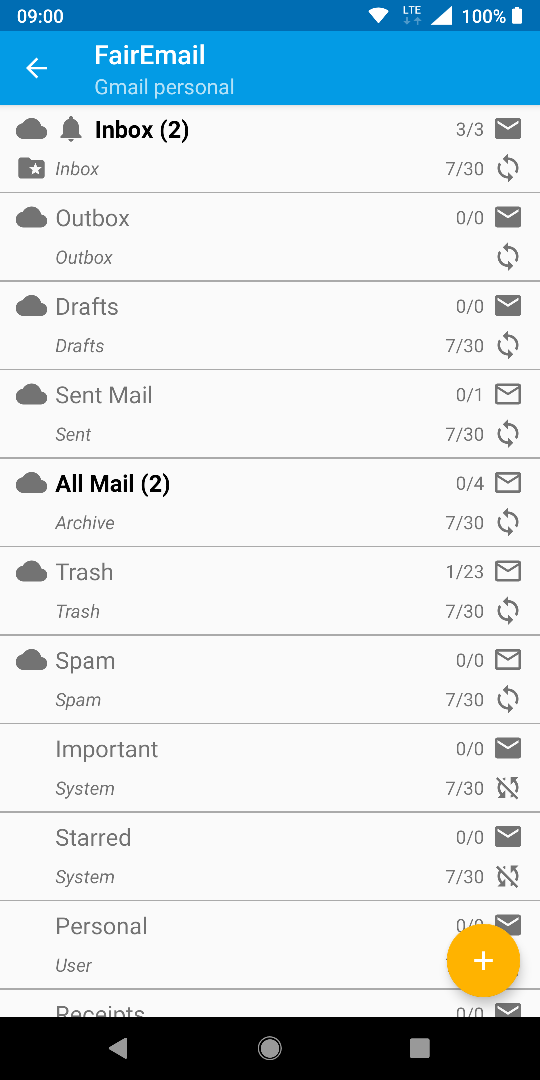 09:00 LTE 100%
FairEmail
Gmail personal
Inbox (2) 3/3
Inbox 7/30
Outbox 0/0
Outbox
Drafts 0/0
Drafts 7/30
Sent Mail 0/1
Sent 7/30
All Mail (2) 0/4
Archive 7/30
Trash 1/23
Trash 7/30
Spam 0/0
Spam 7/30
Important 0/0
System 7/30
Starred 0/0
System 7/30
Personal 0/0
User
Receipts 0/0